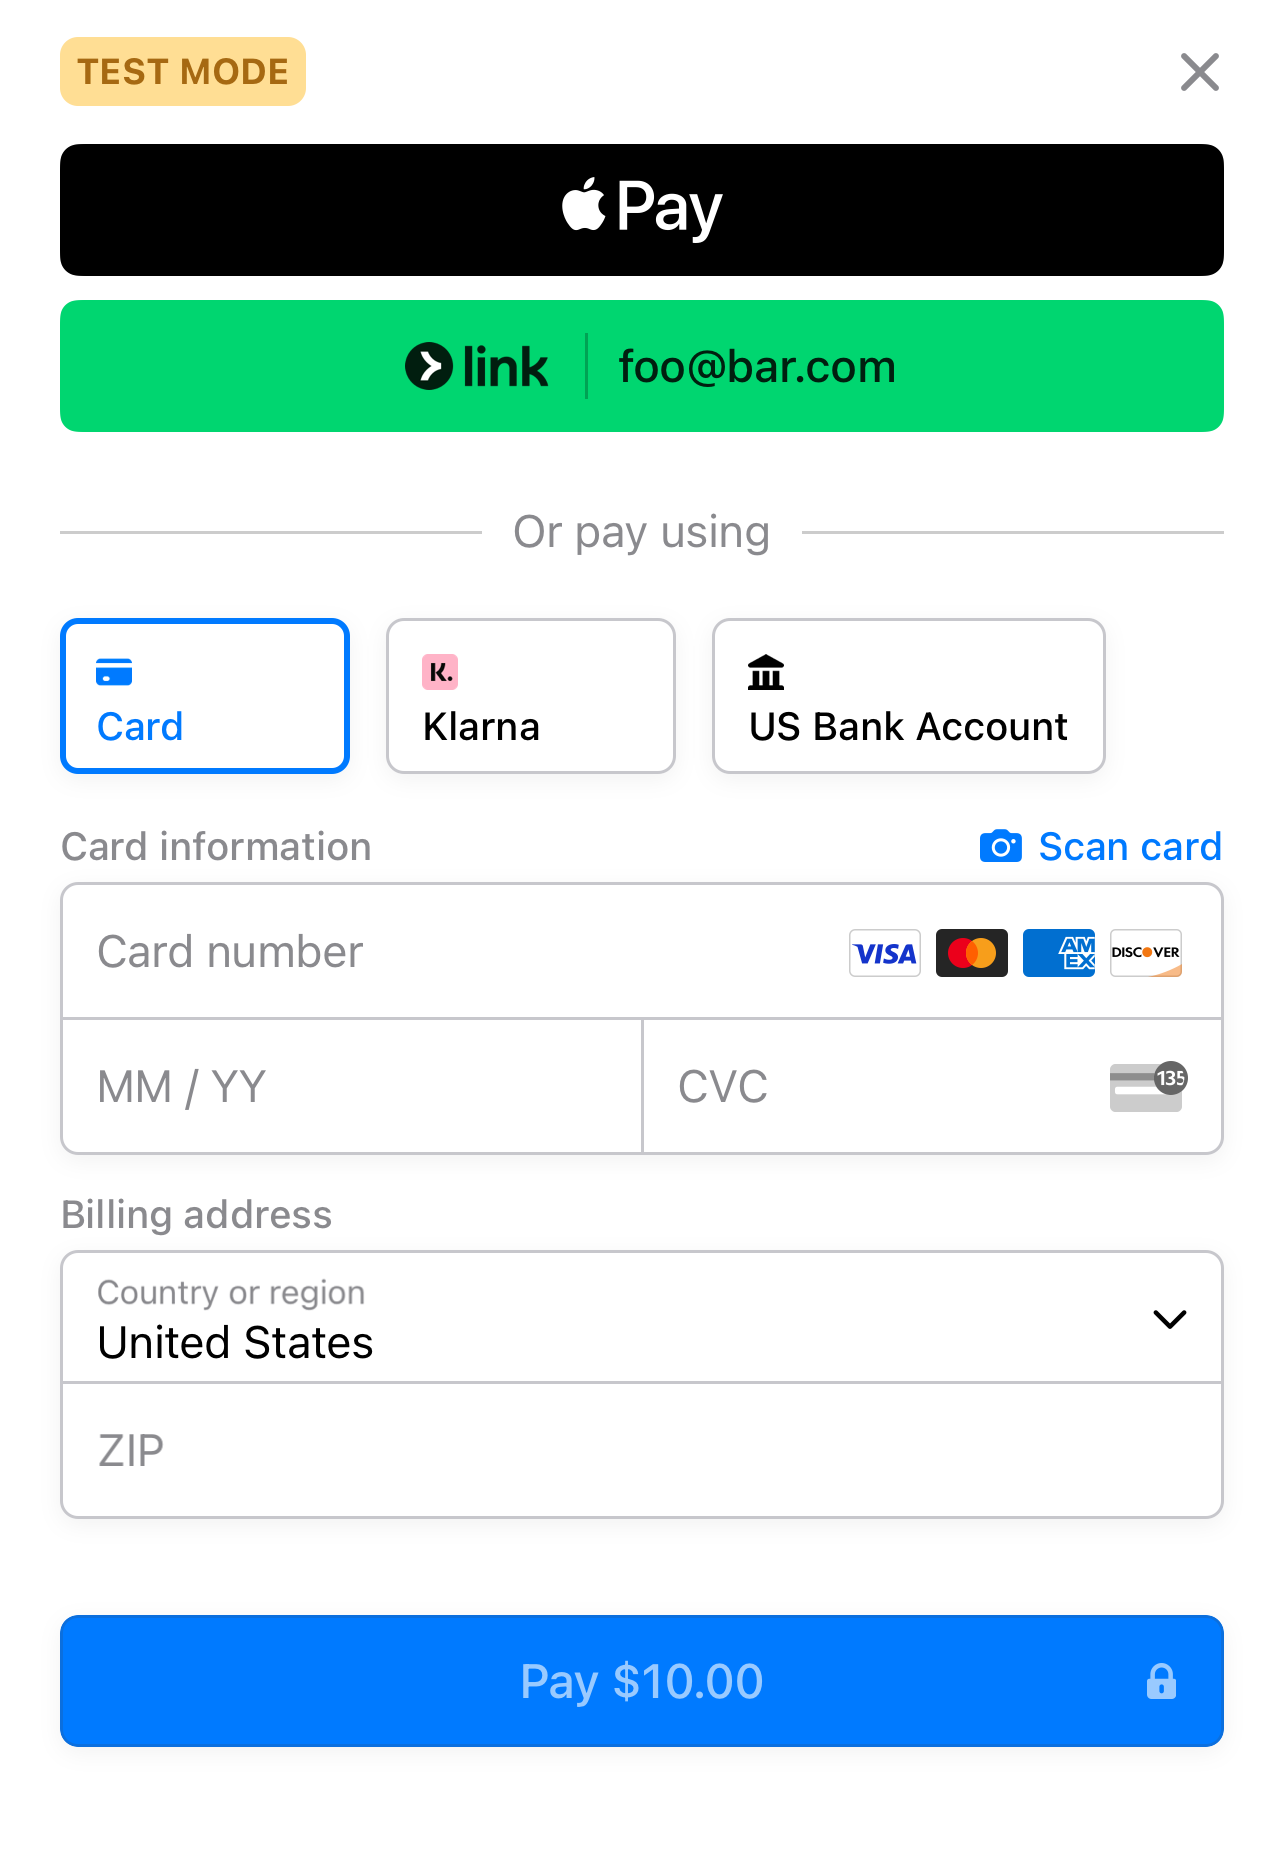 TEST MODE
Pay
link foo@bar.com
Or pay using
K.
Card Klarna US Bank Account
Card information Scan card
Card number VISA AMEX DISCOVER
MM / YY CVC 135
Billing address
Country or region
United States
ZIP
Pay $10.00